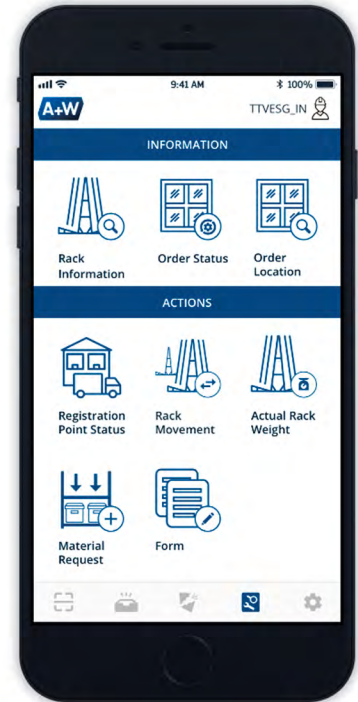 9:41 AM
100%
A+W
TTVESG_IN
INFORMATION
Rack
Information
Order Status
Order
Location
ACTIONS
Registration
Point Status
Rack
Movement
Actual Rack
Weight
Material
Request
Form